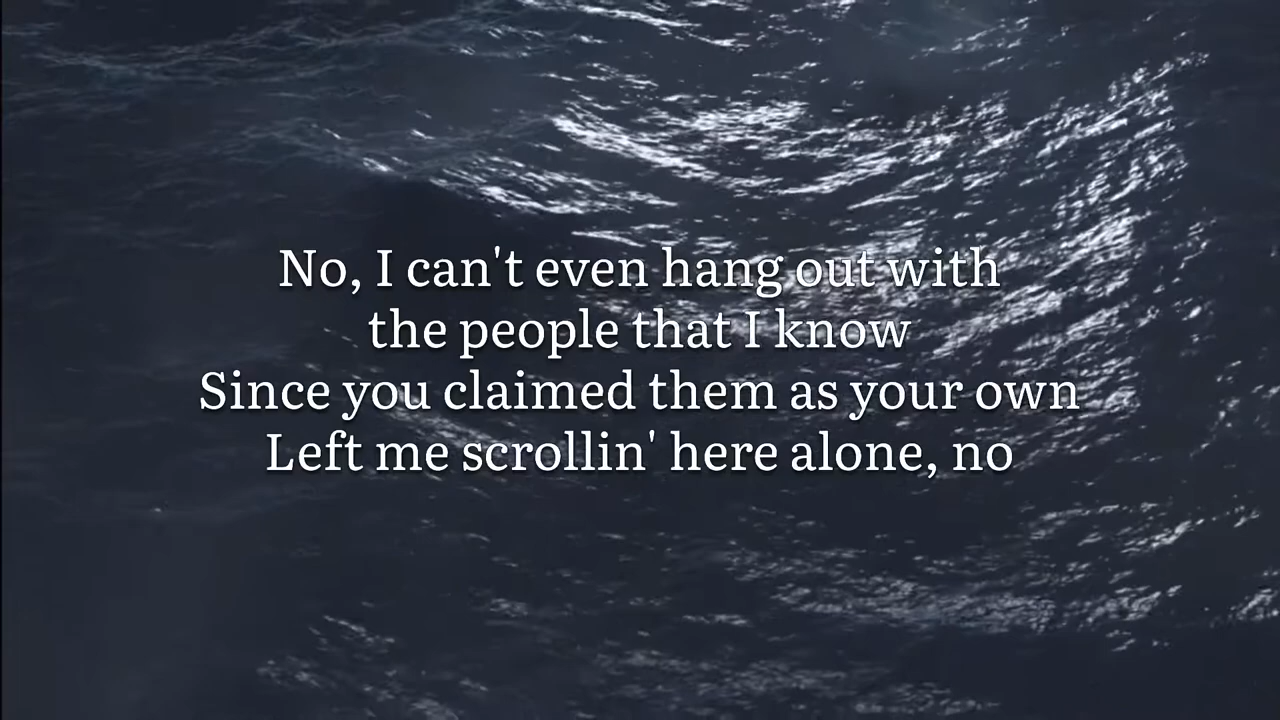 No, I can't even hang out with
the people that I know
Since you claimed them as your own
Left me scrollin' here alone, no